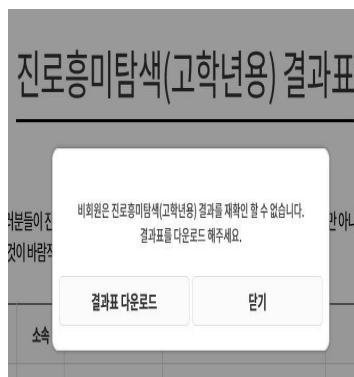 진로흥미탐색(고학년용) 결과표
비회원은 진로흥미탐색(고학년용) 결과를 재확인 할 수 없습니다.
결과표를 다운로드 해주세요.
결과표 다운로드
닫기
소속